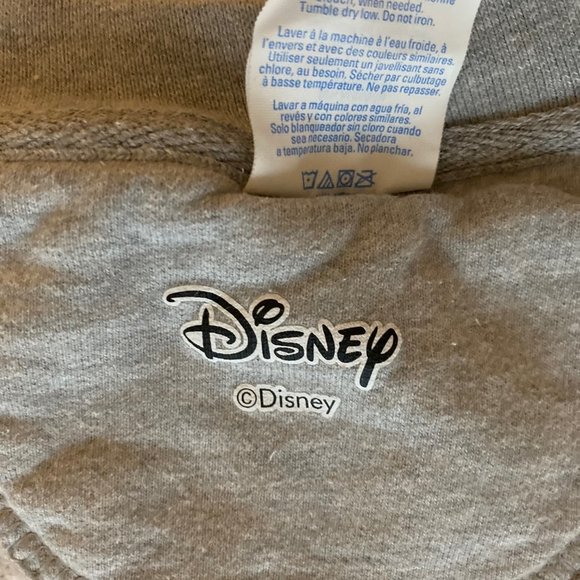 when needed.
Tumble dry low. Do not iron.
Laver à la machine à l'eau froide, à
l'envers et avec des couleurs similaires.
Utiliser seulement un javellisant sans
chlore, au besoin. Sécher par culbutage
à basse température. Ne pas repasser.
Lavar a máquina con agua fría, al
revés y con colores similares.
Solo blanqueador sin cloro cuando
sea necesario. Secadora
a temperatura baja. No planchar.
Disney
©Disney